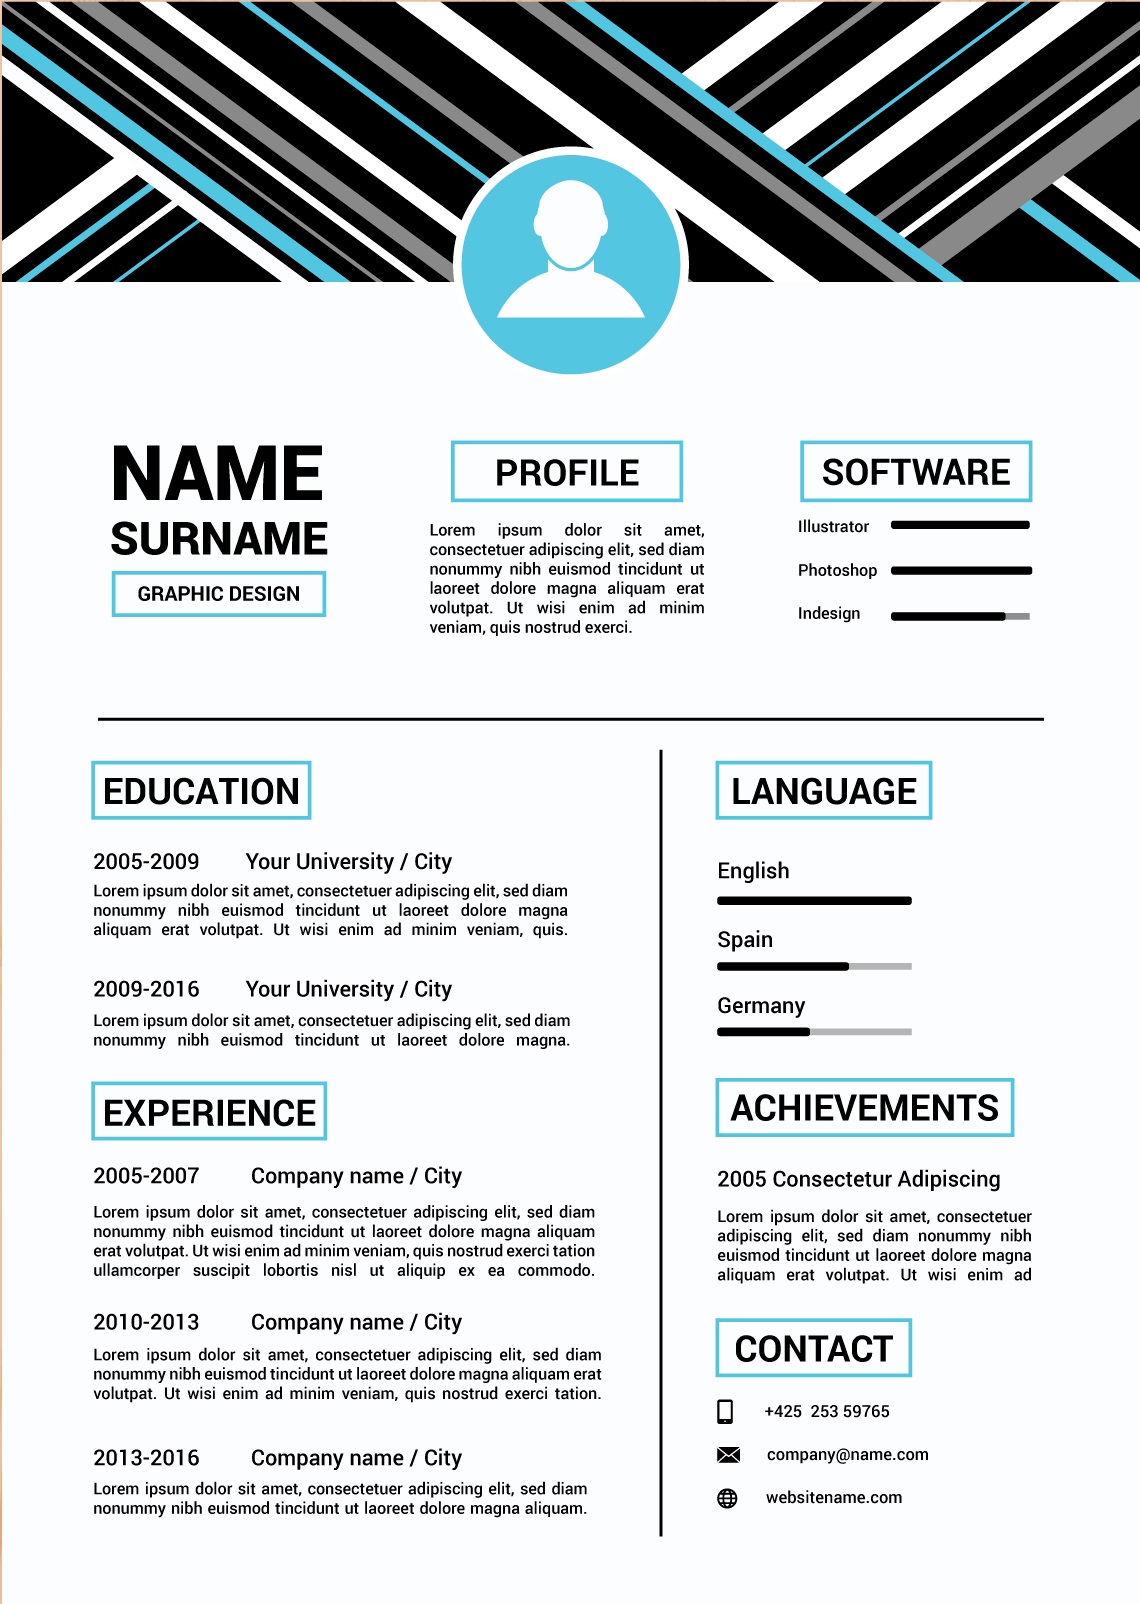 NAME
SURNAME
GRAPHIC DESIGN
PROFILE
Lorem ipsum dolor sit amet,
consectetuer adipiscing elit, sed diam
nonummy nibh euismod tincidunt ut
laoreet dolore magna aliquam erat
volutpat. Ut wisi enim ad minim
veniam, quis nostrud exerci.
SOFTWARE
Illustrator
Photoshop
Indesign
EDUCATION
2005-2009 Your University / City
Lorem ipsum dolor sit amet, consectetuer adipiscing elit, sed diam
nonummy nibh euismod tincidunt ut laoreet dolore magna
aliquam erat volutpat. Ut wisi enim ad minim veniam, quis.
2009-2016 Your University / City
Lorem ipsum dolor sit amet, consectetuer adipiscing elit, sed diam
nonummy nibh euismod tincidunt ut laoreet dolore magna.
EXPERIENCE
2005-2007 Company name / City
Lorem ipsum dolor sit amet, consectetuer adipiscing elit, sed diam
nonummy nibh euismod tincidunt ut laoreet dolore magna aliquam
erat volutpat. Ut wisi enim ad minim veniam, quis nostrud exerci tation
ullamcorper suscipit lobortis nisl ut aliquip ex ea commodo.
2010-2013 Company name / City
Lorem ipsum dolor sit amet, consectetuer adipiscing elit, sed diam
nonummy nibh euismod tincidunt ut laoreet dolore magna aliquam erat
volutpat. Ut wisi enim ad minim veniam, quis nostrud exerci tation.
2013-2016 Company name / City
Lorem ipsum dolor sit amet, consectetuer adipiscing elit, sed diam
nonummy nibh euismod tincidunt ut laoreet dolore magna aliquam.
LANGUAGE
English
Spain
Germany
ACHIEVEMENTS
2005 Consectetur Adipiscing
Lorem ipsum dolor sit amet, consectetuer
adipiscing elit, sed diam nonummy nibh
euismod tincidunt ut laoreet dolore magna
aliquam erat volutpat. Ut wisi enim ad
CONTACT
+425 253 59765
company@name.com
websitename.com